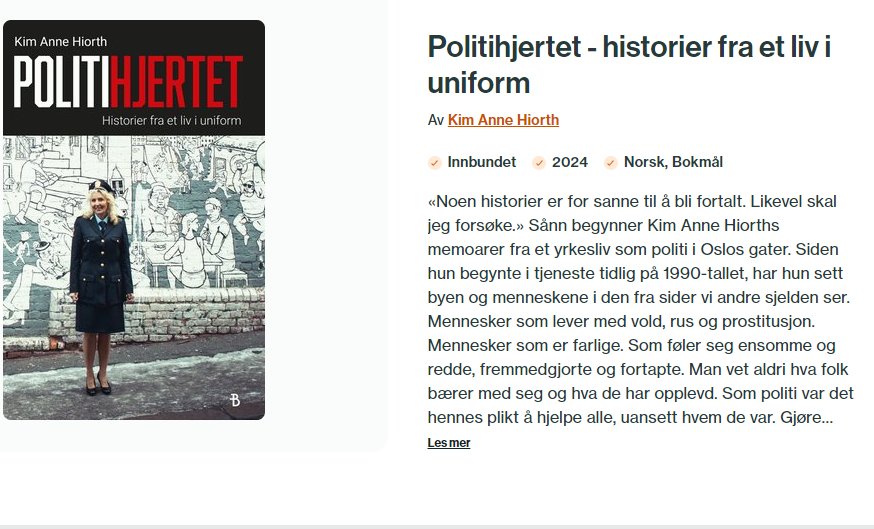 Kim Anne Hiorth
POLITIHJERTET
Historier fra et liv i uniform
B
Politihjertet - historier fra et liv i
uniform
Av Kim Anne Hiorth
Innbundet 2024 Norsk, Bokmål
«Noen historier er for sanne til å bli fortalt. Likevel skal
jeg forsøke.» Sånn begynner Kim Anne Hiorths
memoarer fra et yrkesliv som politi i Oslos gater. Siden
hun begynte i tjeneste tidlig på 1990-tallet, har hun sett
byen og menneskene i den fra sider vi andre sjelden ser.
Mennesker som lever med vold, rus og prostitusjon.
Mennesker som er farlige. Som føler seg ensomme og
redde, fremmedgjorte og fortapte. Man vet aldri hva folk
bærer med seg og hva de har opplevd. Som politi var det
hennes plikt å hjelpe alle, uansett hvem de var. Gjøre...
Les mer